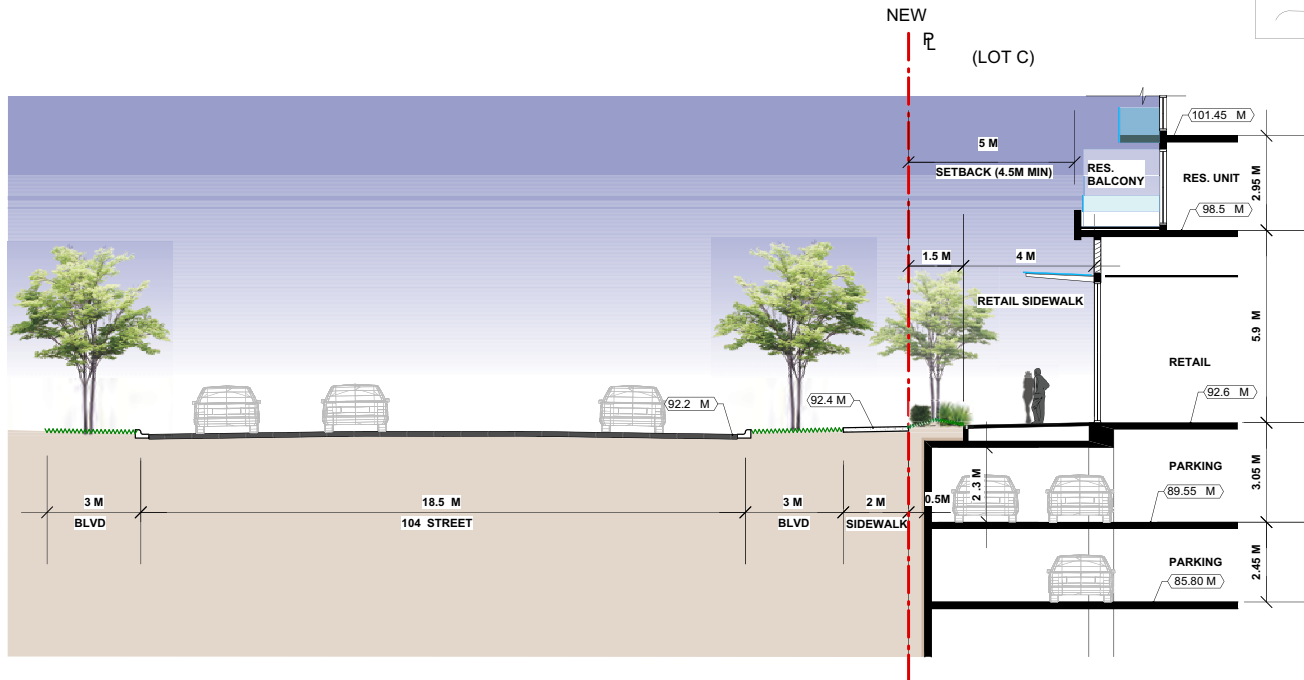 NEW
PL
(LOT C)
101.45 M
5 M
SETBACK (4.5M MIN)
RES.
BALCONY
RES. UNIT
2.95 M
98.5 M
1.5 M
4 M
RETAIL SIDEWALK
5.9 M
RETAIL
92.2 M
92.4 M
92.6 M
PARKING
3.05 M
2 .3 M
89.55 M
3 M
BLVD
18.5 M
104 STREET
3 M
BLVD
2 M
SIDEWALK
0.5M
PARKING
2.45 M
85.80 M